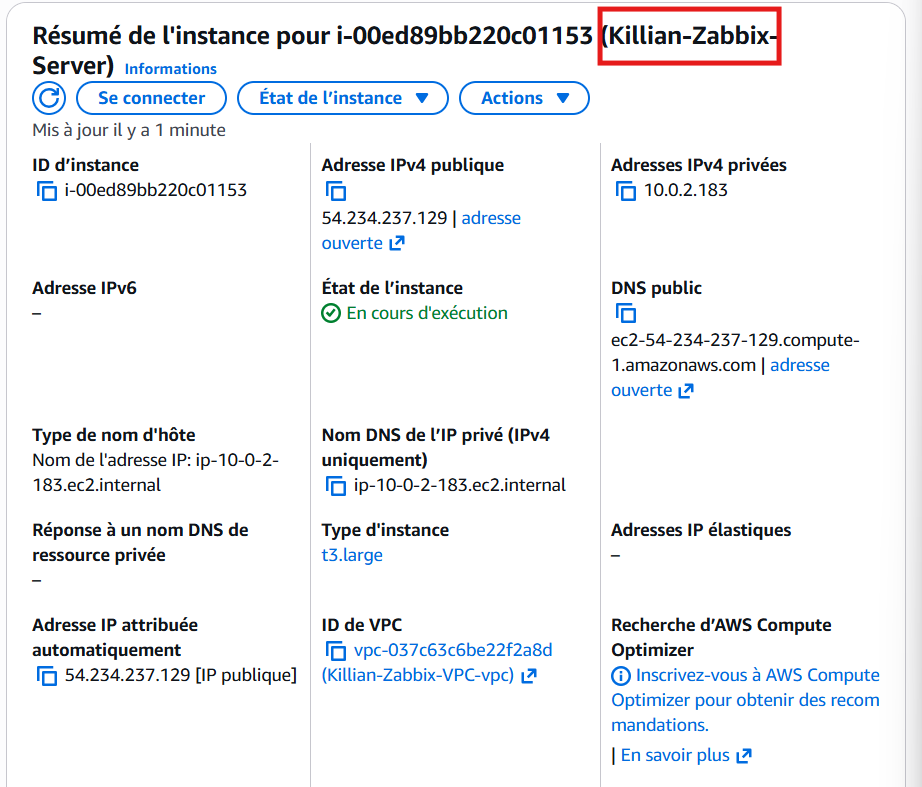 Résumé de l'instance pour i-00ed89bb220c01153 (Killian-Zabbix-
Server) Informations
Se connecter État de l’instance Actions
Mis à jour il y a 1 minute
ID d’instance
i-00ed89bb220c01153
Adresse IPv4 publique
54.234.237.129 | adresse
ouverte
Adresses IPv4 privées
10.0.2.183
Adresse IPv6
–
État de l’instance
En cours d'exécution
DNS public
ec2-54-234-237-129.compute-
1.amazonaws.com | adresse
ouverte
Type de nom d'hôte
Nom de l'adresse IP: ip-10-0-2-
183.ec2.internal
Nom DNS de l’IP privé (IPv4
uniquement)
ip-10-0-2-183.ec2.internal
Réponse à un nom DNS de
ressource privée
–
Type d'instance
t3.large
Adresses IP élastiques
–
Adresse IP attribuée
automatiquement
54.234.237.129 [IP publique]
ID de VPC
vpc-037c63c6be22f2a8d
(Killian-Zabbix-VPC-vpc)
Recherche d’AWS Compute
Optimizer
Inscrivez-vous à AWS Compute
Optimizer pour obtenir des recom
mandations.
| En savoir plus